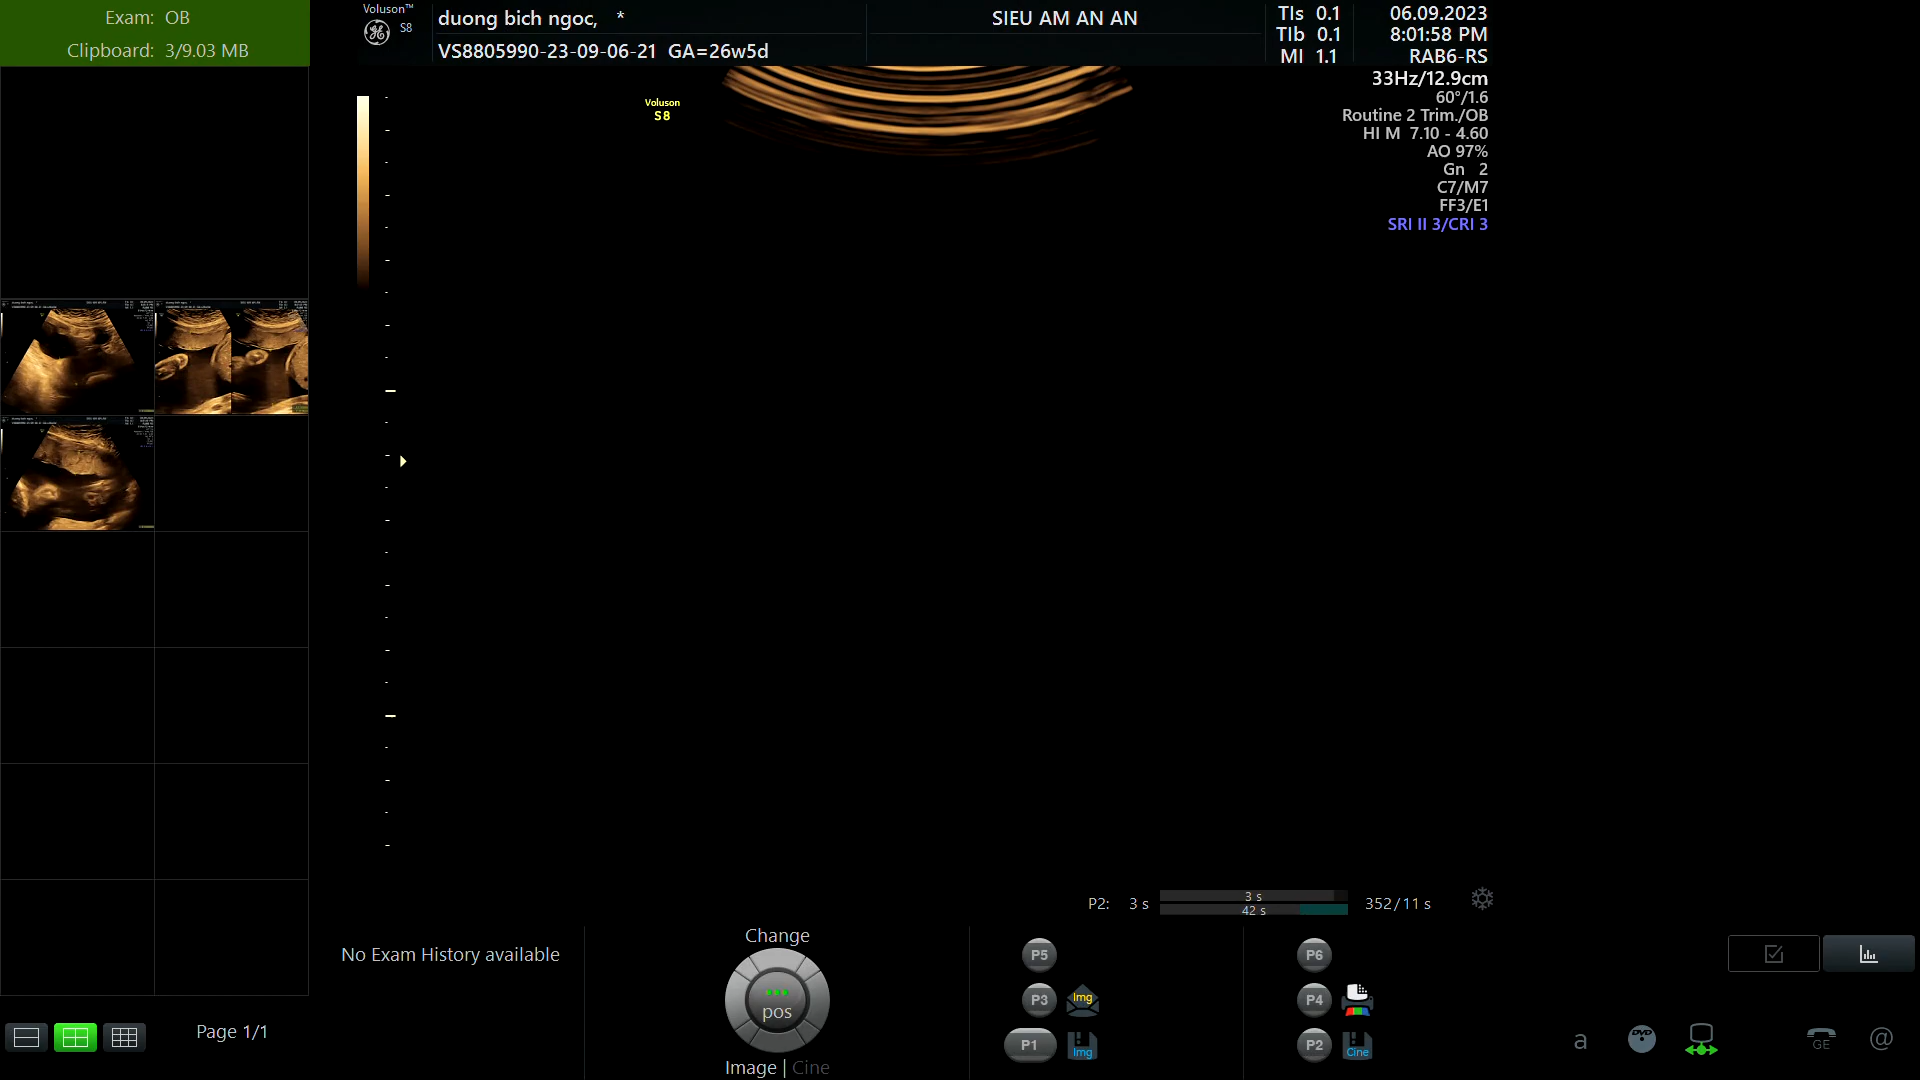 Exam: OB
Clipboard: 3/9.03 MB
Voluson™
S8
duong bich ngoc, *
VS8805990-23-09-06-21 GA=26w5d
SIEU AM AN AN
TIs 0.1
TIb 0.1
MI 1.1
06.09.2023
8:01:58 PM
RAB6-RS
33Hz/12.9cm
60°/1.6
Routine 2 Trim./OB
HI M 7.10 - 4.60
AO 97%
Gn 2
C7/M7
FF3/E1
SRI II 3/CRI 3
Voluson
S8
P2: 3 s
3 s
42 s
352/11 s
No Exam History available
Change
pos
Image | Cine
P5
P3 Img
P1 Img
P6
P4
P2 Cine
Page 1/1
a
DVD
GE
@